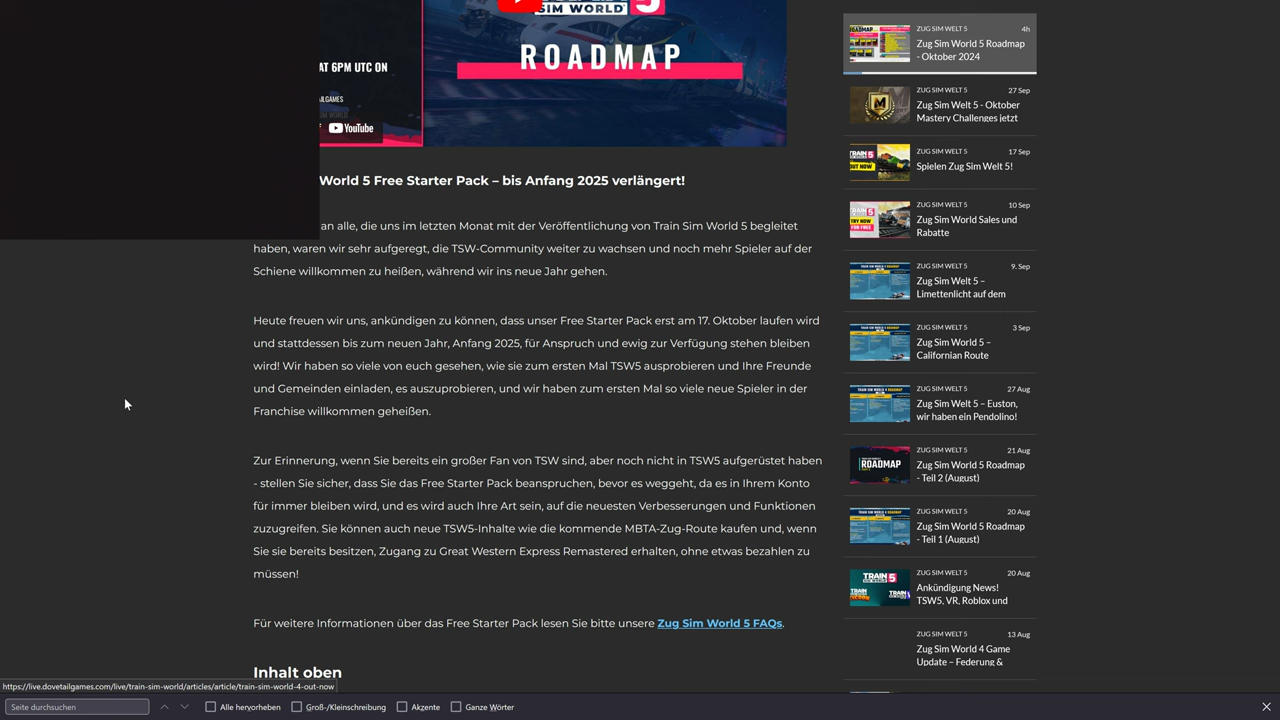 SIM WORLD 5
ROADMAP
AT 6PM UTC ON
YouTube
World 5 Free Starter Pack – bis Anfang 2025 verlängert!
an alle, die uns im letzten Monat mit der Veröffentlichung von Train Sim World 5 begleitet
haben, waren wir sehr aufgeregt, die TSW-Community weiter zu wachsen und noch mehr Spieler auf der
Schiene willkommen zu heißen, während wir ins neue Jahr gehen.
Heute freuen wir uns, ankündigen zu können, dass unser Free Starter Pack erst am 17. Oktober laufen wird
und stattdessen bis zum neuen Jahr, Anfang 2025, für Anspruch und ewig zur Verfügung stehen bleiben
wird! Wir haben so viele von euch gesehen, wie sie zum ersten Mal TSW5 ausprobieren und Ihre Freunde
und Gemeinden einladen, es auszuprobieren, und wir haben zum ersten Mal so viele neue Spieler in der
Franchise willkommen geheißen.
Zur Erinnerung, wenn Sie bereits ein großer Fan von TSW sind, aber noch nicht in TSW5 aufgerüstet haben
- stellen Sie sicher, dass Sie das Free Starter Pack beanspruchen, bevor es weggeht, da es in Ihrem Konto
für immer bleiben wird, und es wird auch Ihre Art sein, auf die neuesten Verbesserungen und Funktionen
zuzugreifen. Sie können auch neue TSW5-Inhalte wie die kommende MBTA-Zug-Route kaufen und, wenn
Sie sie bereits besitzen, Zugang zu Great Western Express Remastered erhalten, ohne etwas bezahlen zu
müssen!
Für weitere Informationen über das Free Starter Pack lesen Sie bitte unsere Zug Sim World 5 FAQs.
Inhalt oben
ZUG SIM WELT 5 4h
Zug Sim World 5 Roadmap
- Oktober 2024
ZUG SIM WELT 5 27 Sep
Zug Sim Welt 5 - Oktober
Mastery Challenges jetzt
ZUG SIM WELT 5 17 Sep
Spielen Zug Sim Welt 5!
ZUG SIM WELT 5 10 Sep
Zug Sim World Sales und
Rabatte
ZUG SIM WELT 5 9. Sep
Zug Sim Welt 5 –
Limettenlicht auf dem
ZUG SIM WELT 5 3 Sep
Zug Sim World 5 –
Californian Route
ZUG SIM WELT 5 27 Aug
Zug Sim Welt 5 – Euston,
wir haben ein Pendolino!
ZUG SIM WELT 5 21 Aug
Zug Sim World 5 Roadmap
- Teil 2 (August)
ZUG SIM WELT 5 20 Aug
Zug Sim World 5 Roadmap
- Teil 1 (August)
ZUG SIM WELT 5 20 Aug
Ankündigung News!
TSW5, VR, Roblox und
ZUG SIM WELT 5 13 Aug
Zug Sim World 4 Game
Update – Federung &
https://live.dovetailgames.com/live/train-sim-world/articles/article/train-sim-world-4-out-now
Seite durchsuchen Alle hervorheben Groß-/Kleinschreibung Akzente Ganze Wörter